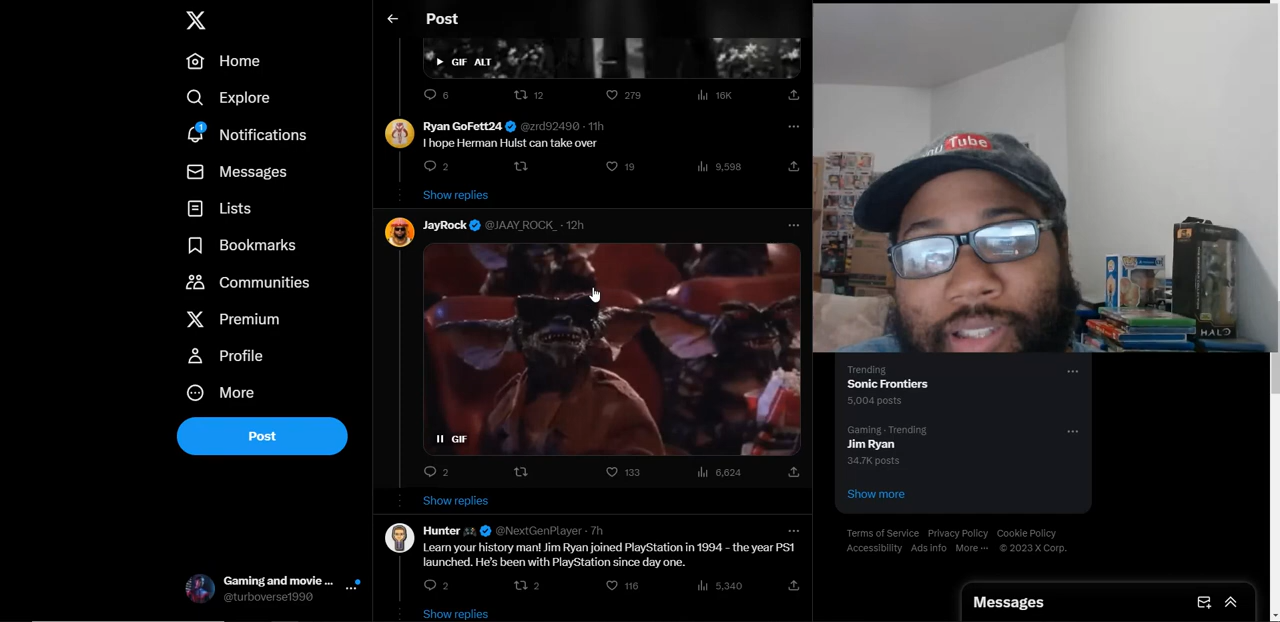 Home
Explore
1
Notifications
Messages
Lists
Bookmarks
Communities
Premium
Profile
More
Post
Gaming and movie ...
@turboverse1990
Post
GIF ALT
6 12 279 16K
Ryan GoFett24 @zrd92490 · 11h
I hope Herman Hulst can take over
2 19 9,598
Show replies
JayRock @JAAY_ROCK_ · 12h
GIF
2 133 6,624
Show replies
Hunter @NextGenPlayer · 7h
Learn your history man! Jim Ryan joined PlayStation in 1994 - the year PS1
launched. He's been with PlayStation since day one.
2 2 116 5,340
Show replies
Tube
HALO
Trending
Sonic Frontiers
5,004 posts
Gaming · Trending
Jim Ryan
34.7K posts
Show more
Terms of Service Privacy Policy Cookie Policy
Accessibility Ads info More ··· © 2023 X Corp.
Messages